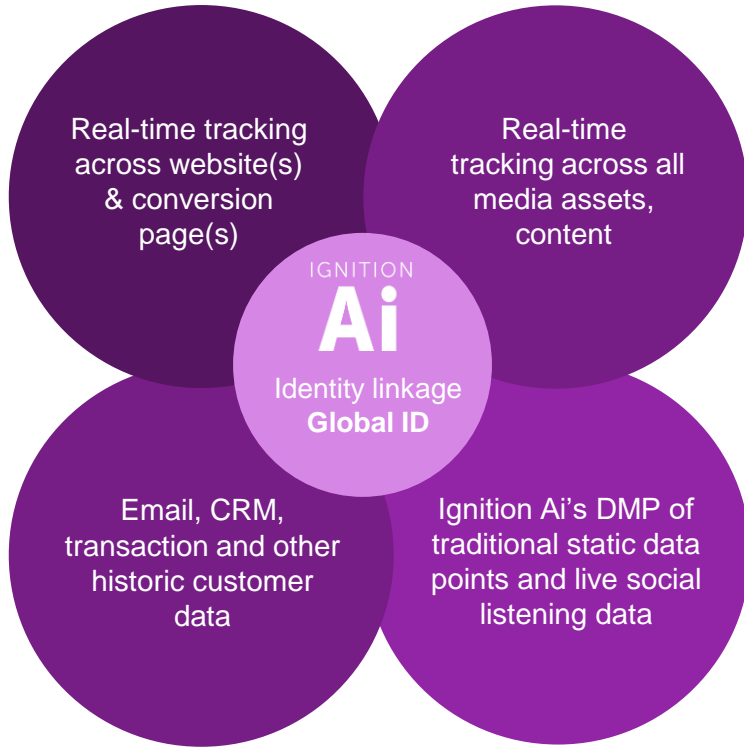 Real-time tracking
across website(s)
& conversion
page(s)
Real-time
tracking across all
media assets,
content
IGNITION
Ai
Identity linkage
Global ID
Email, CRM,
transaction and other
historic customer
data
Ignition Ai’s DMP of
traditional static data
points and live social
listening data